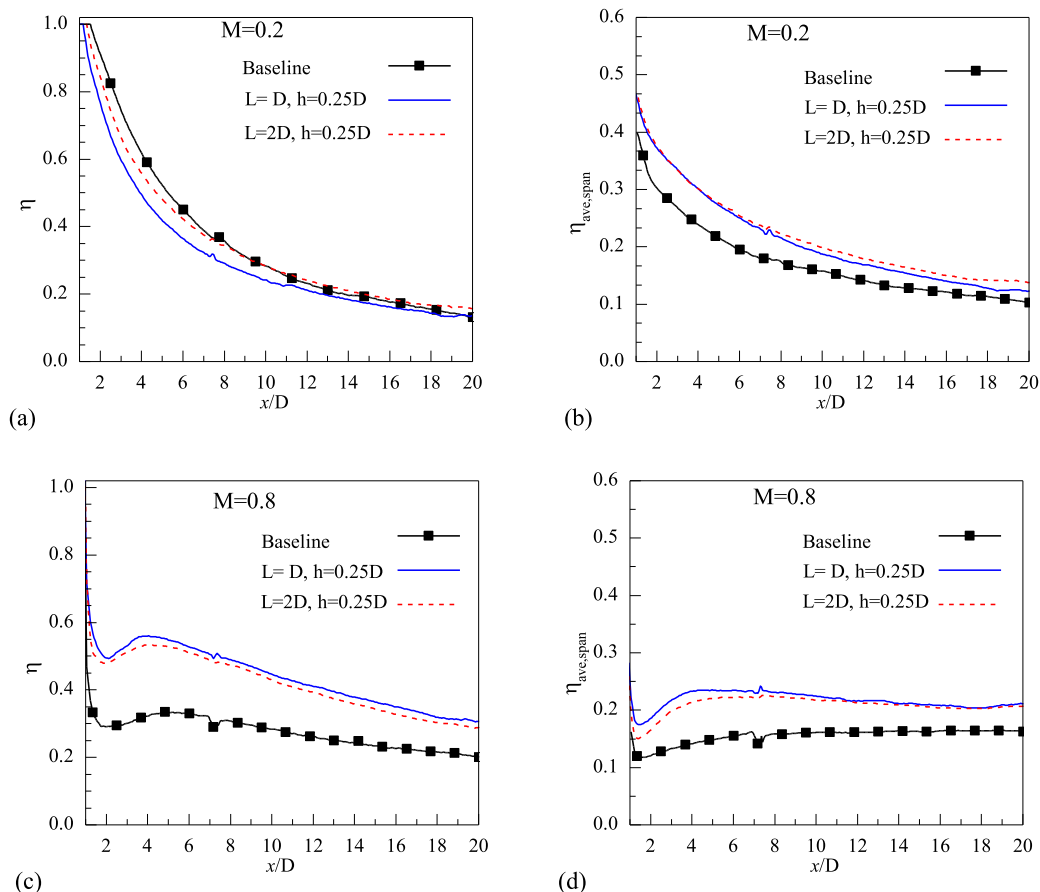 M=0.2
Baseline
L= D, h=0.25D
L=2D, h=0.25D
η
1.0
0.8
0.6
0.4
0.2
0.0
2 4 6 8 10 12 14 16 18 20
x/D
(a)
M=0.2
Baseline
L= D, h=0.25D
L=2D, h=0.25D
ηave,span
0.6
0.5
0.4
0.3
0.2
0.1
0.0
2 4 6 8 10 12 14 16 18 20
x/D
(b)
M=0.8
Baseline
L= D, h=0.25D
L=2D, h=0.25D
η
1.0
0.8
0.6
0.4
0.2
0.0
2 4 6 8 10 12 14 16 18 20
x/D
(c)
M=0.8
Baseline
L= D, h=0.25D
L=2D, h=0.25D
ηave,span
0.6
0.5
0.4
0.3
0.2
0.1
0.0
2 4 6 8 10 12 14 16 18 20
x/D
(d)